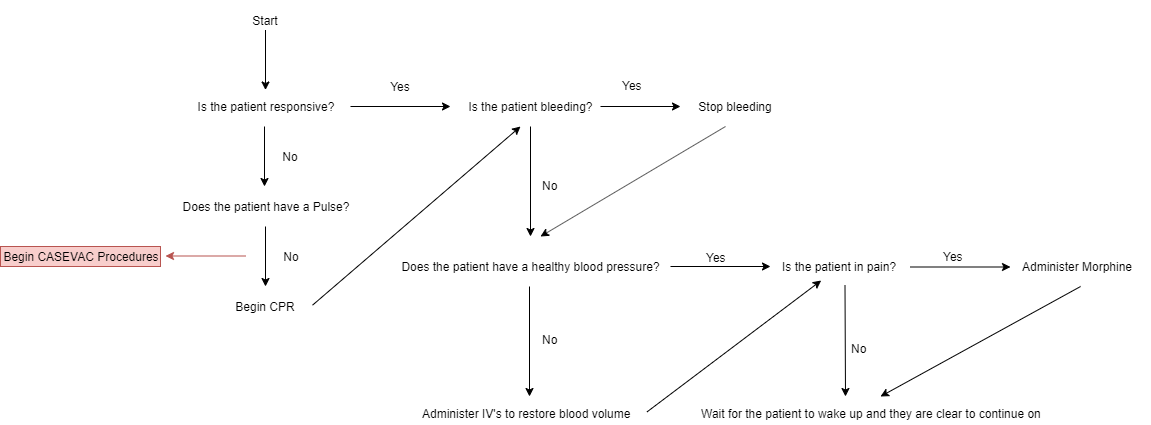 Start
Is the patient responsive?
Yes
Is the patient bleeding?
Yes
Stop bleeding
No
Does the patient have a Pulse?
No
Begin CASEVAC Procedures
No
Begin CPR
Does the patient have a healthy blood pressure?
Yes
Is the patient in pain?
Yes
Administer Morphine
No
No
Administer IV's to restore blood volume
Wait for the patient to wake up and they are clear to continue on